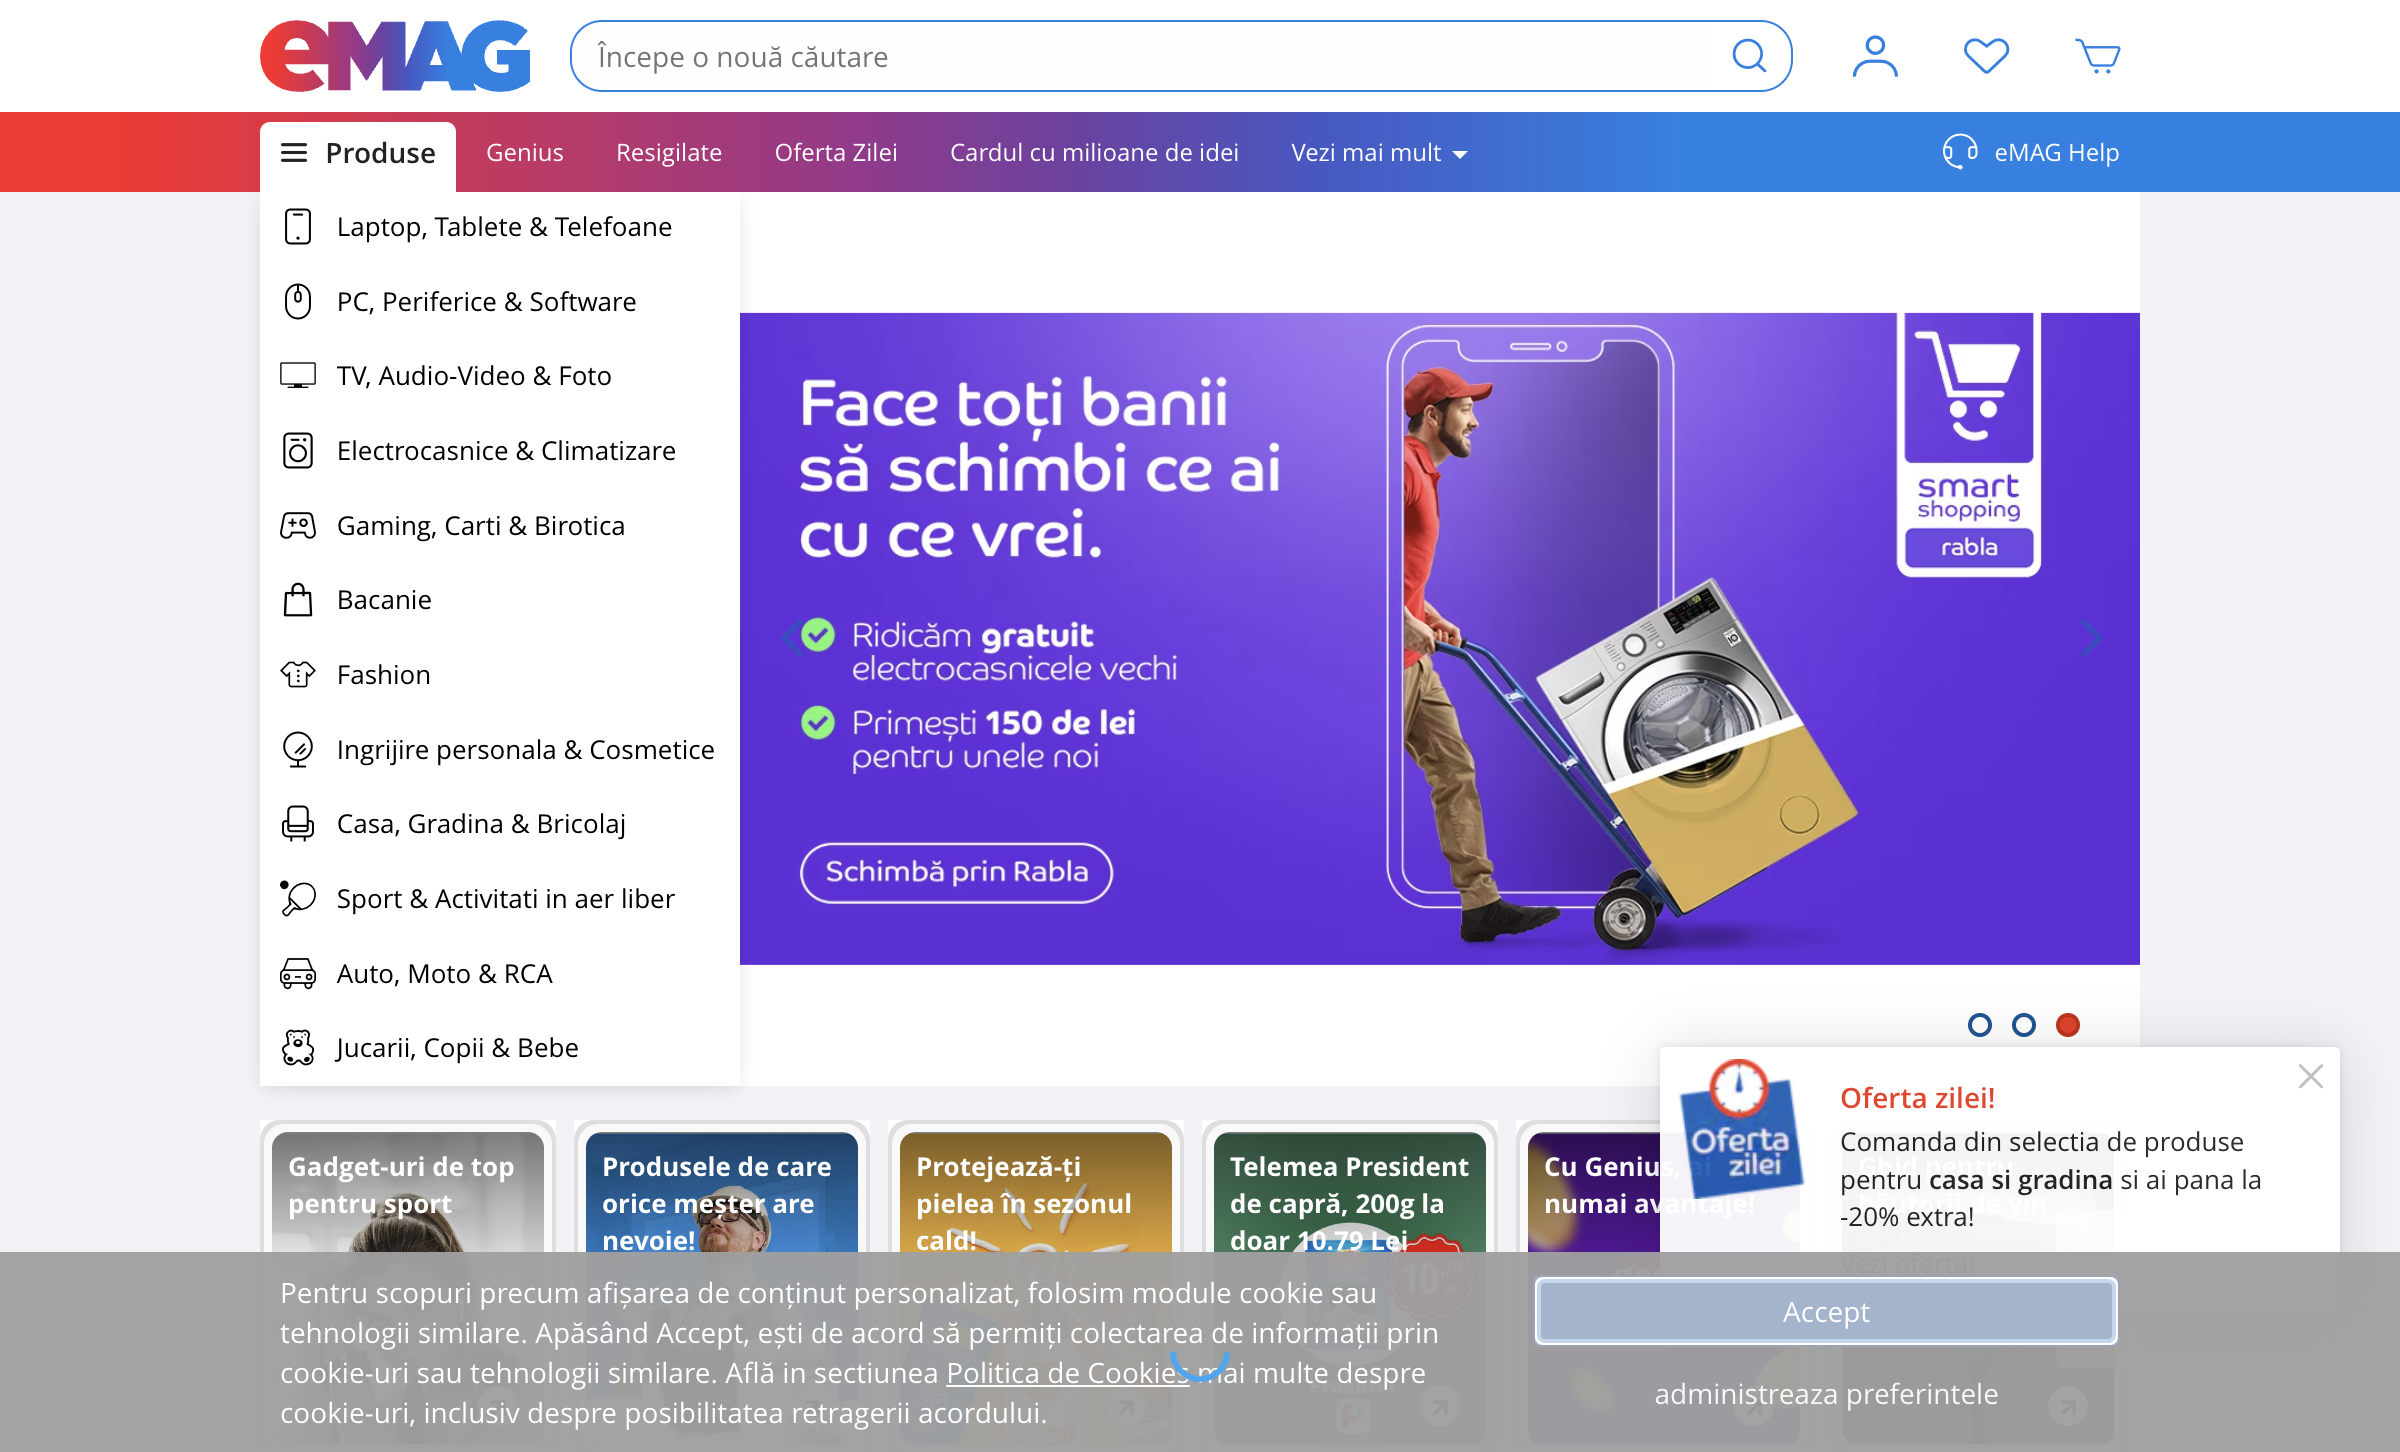 eMAG
Începe o nouă căutare
Produse
Genius
Resigilate
Oferta Zilei
Cardul cu milioane de idei
Vezi mai mult
eMAG Help
Laptop, Tablete & Telefoane
PC, Periferice & Software
TV, Audio-Video & Foto
Electrocasnice & Climatizare
Gaming, Carti & Birotica
Bacanie
Fashion
Ingrijire personala & Cosmetice
Casa, Gradina & Bricolaj
Sport & Activitati in aer liber
Auto, Moto & RCA
Jucarii, Copii & Bebe
Face toți banii
să schimbi ce ai
cu ce vrei.
Ridicăm gratuit
electrocasnicele vechi
Primești 150 de lei
pentru unele noi
Schimbă prin Rabla
smart
shopping
rabla
Gadget-uri de top
pentru sport
Produsele de care
orice meșter are
nevoie!
Protejează-ți
pielea în sezonul
cald!
Telemea President
de capră, 200g la
doar 10.79 Lei
Cu Genius, ai
numai avantaje!
Ghid pentru
băutorii de vin
Oferta
zilei
Oferta zilei!
Comanda din selectia de produse
pentru casa si gradina si ai pana la
-20% extra!
Vezi oferta!
Pentru scopuri precum afișarea de conținut personalizat, folosim module cookie sau
tehnologii similare. Apăsând Accept, ești de acord să permiți colectarea de informații prin
cookie-uri sau tehnologii similare. Află in sectiunea Politica de Cookies mai multe despre
cookie-uri, inclusiv despre posibilitatea retragerii acordului.
Accept
administreaza preferintele